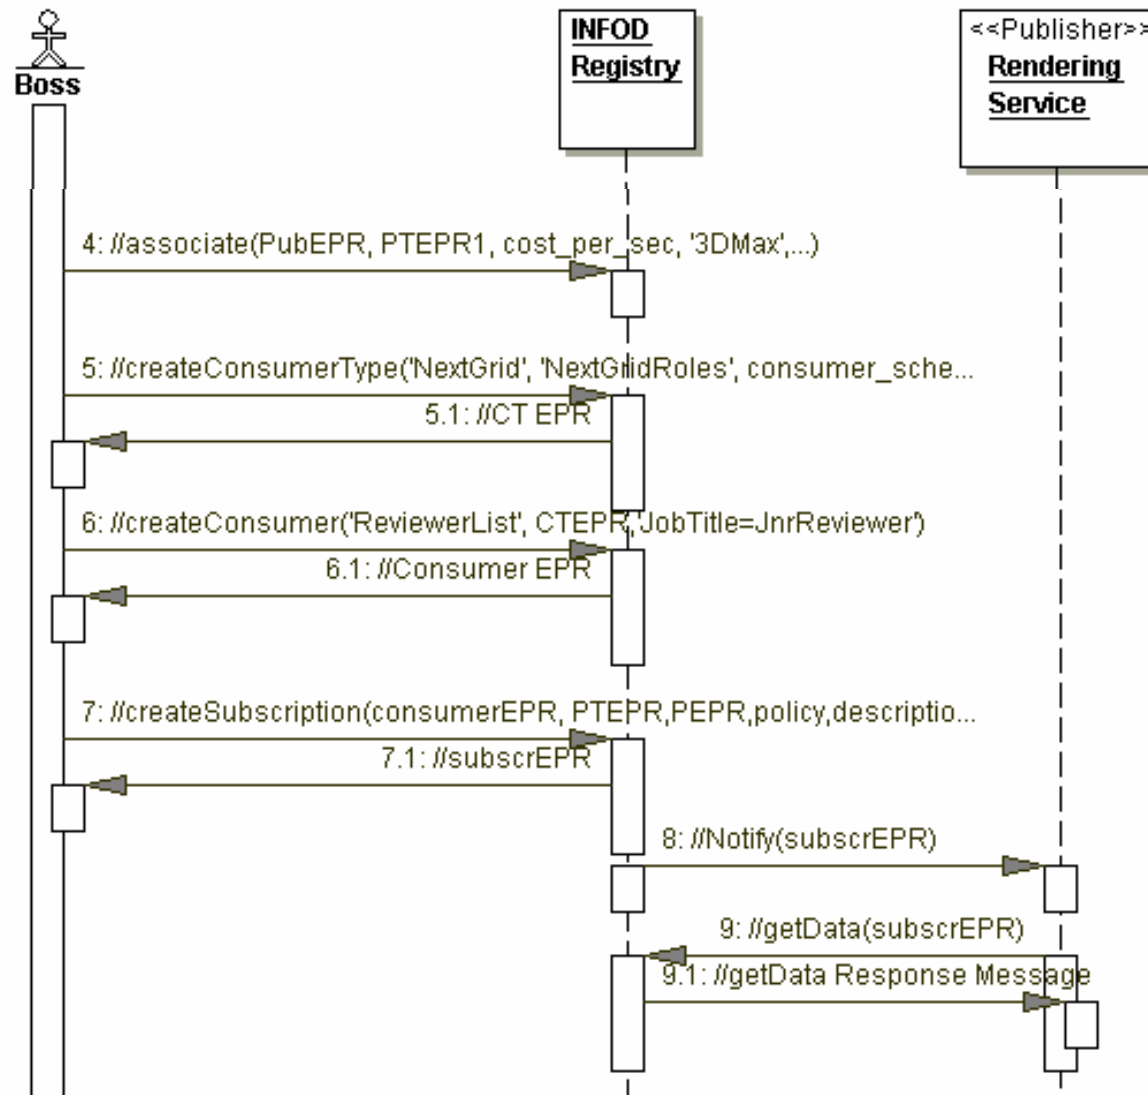 Boss
INFOD
Registry
<<Publisher>>
Rendering
Service
4: //associate(PubEPR, PTEPR1, cost_per_sec, '3DMax',...)
5: //createConsumerType('NextGrid', 'NextGridRoles', consumer_sche...
5.1: //CT EPR
6: //createConsumer('ReviewerList', CTEPR,'JobTitle=JnrReviewer')
6.1: //Consumer EPR
7: //createSubscription(consumerEPR, PTEPR,PEPR,policy,descriptio...
7.1: //subscrEPR
8: //Notify(subscrEPR)
9: //getData(subscrEPR)
9.1: //getData Response Message